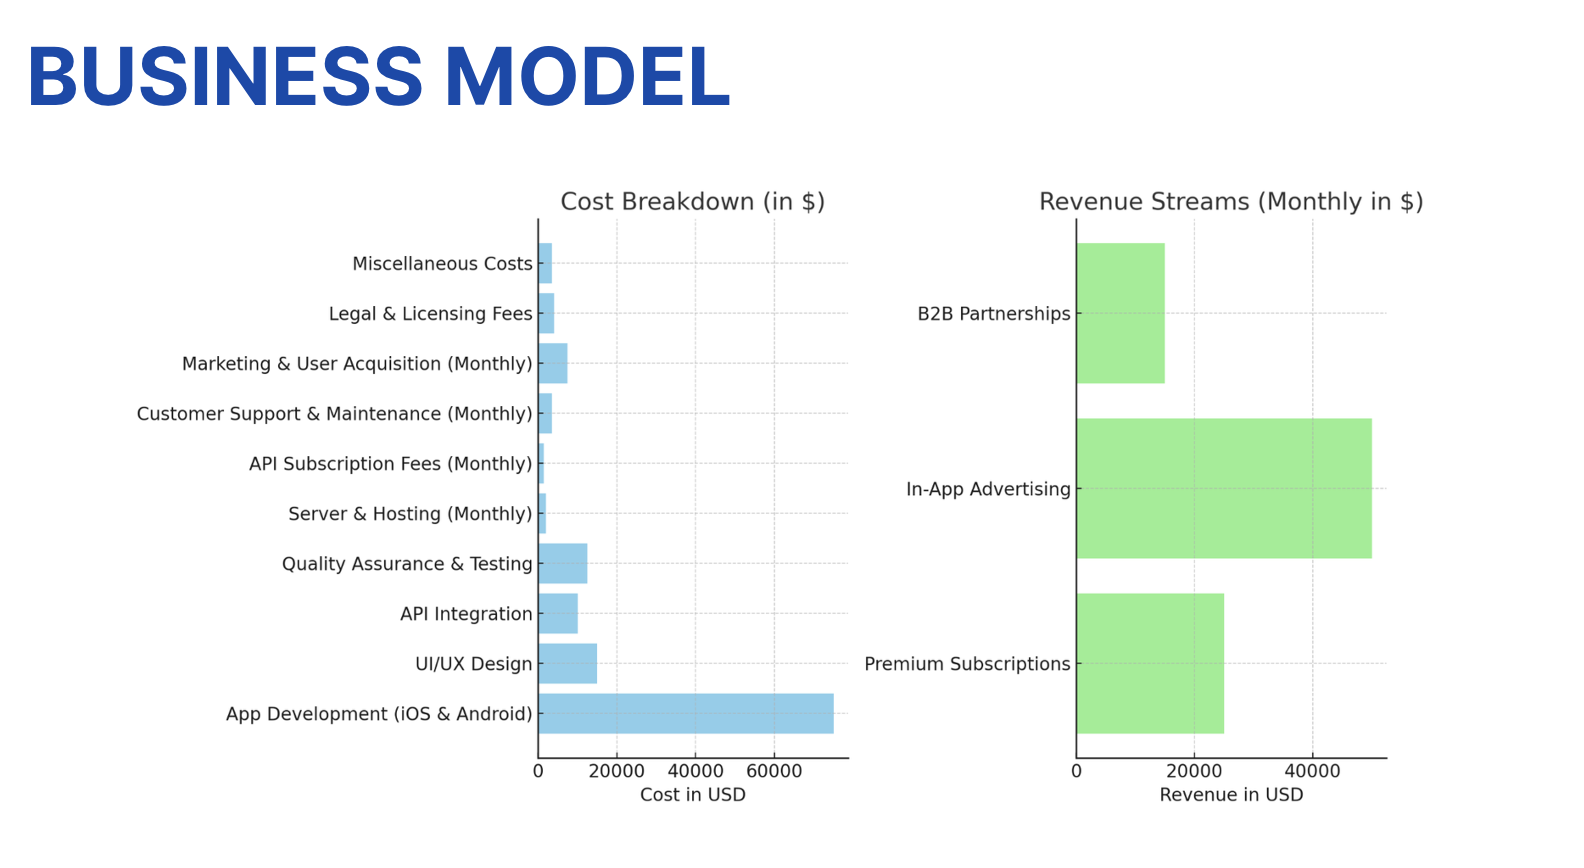 BUSINESS MODEL
Cost Breakdown (in $)
Miscellaneous Costs
Legal & Licensing Fees
Marketing & User Acquisition (Monthly)
Customer Support & Maintenance (Monthly)
API Subscription Fees (Monthly)
Server & Hosting (Monthly)
Quality Assurance & Testing
API Integration
UI/UX Design
App Development (iOS & Android)
0 20000 40000 60000
Cost in USD
Revenue Streams (Monthly in $)
B2B Partnerships
In-App Advertising
Premium Subscriptions
0 20000 40000
Revenue in USD